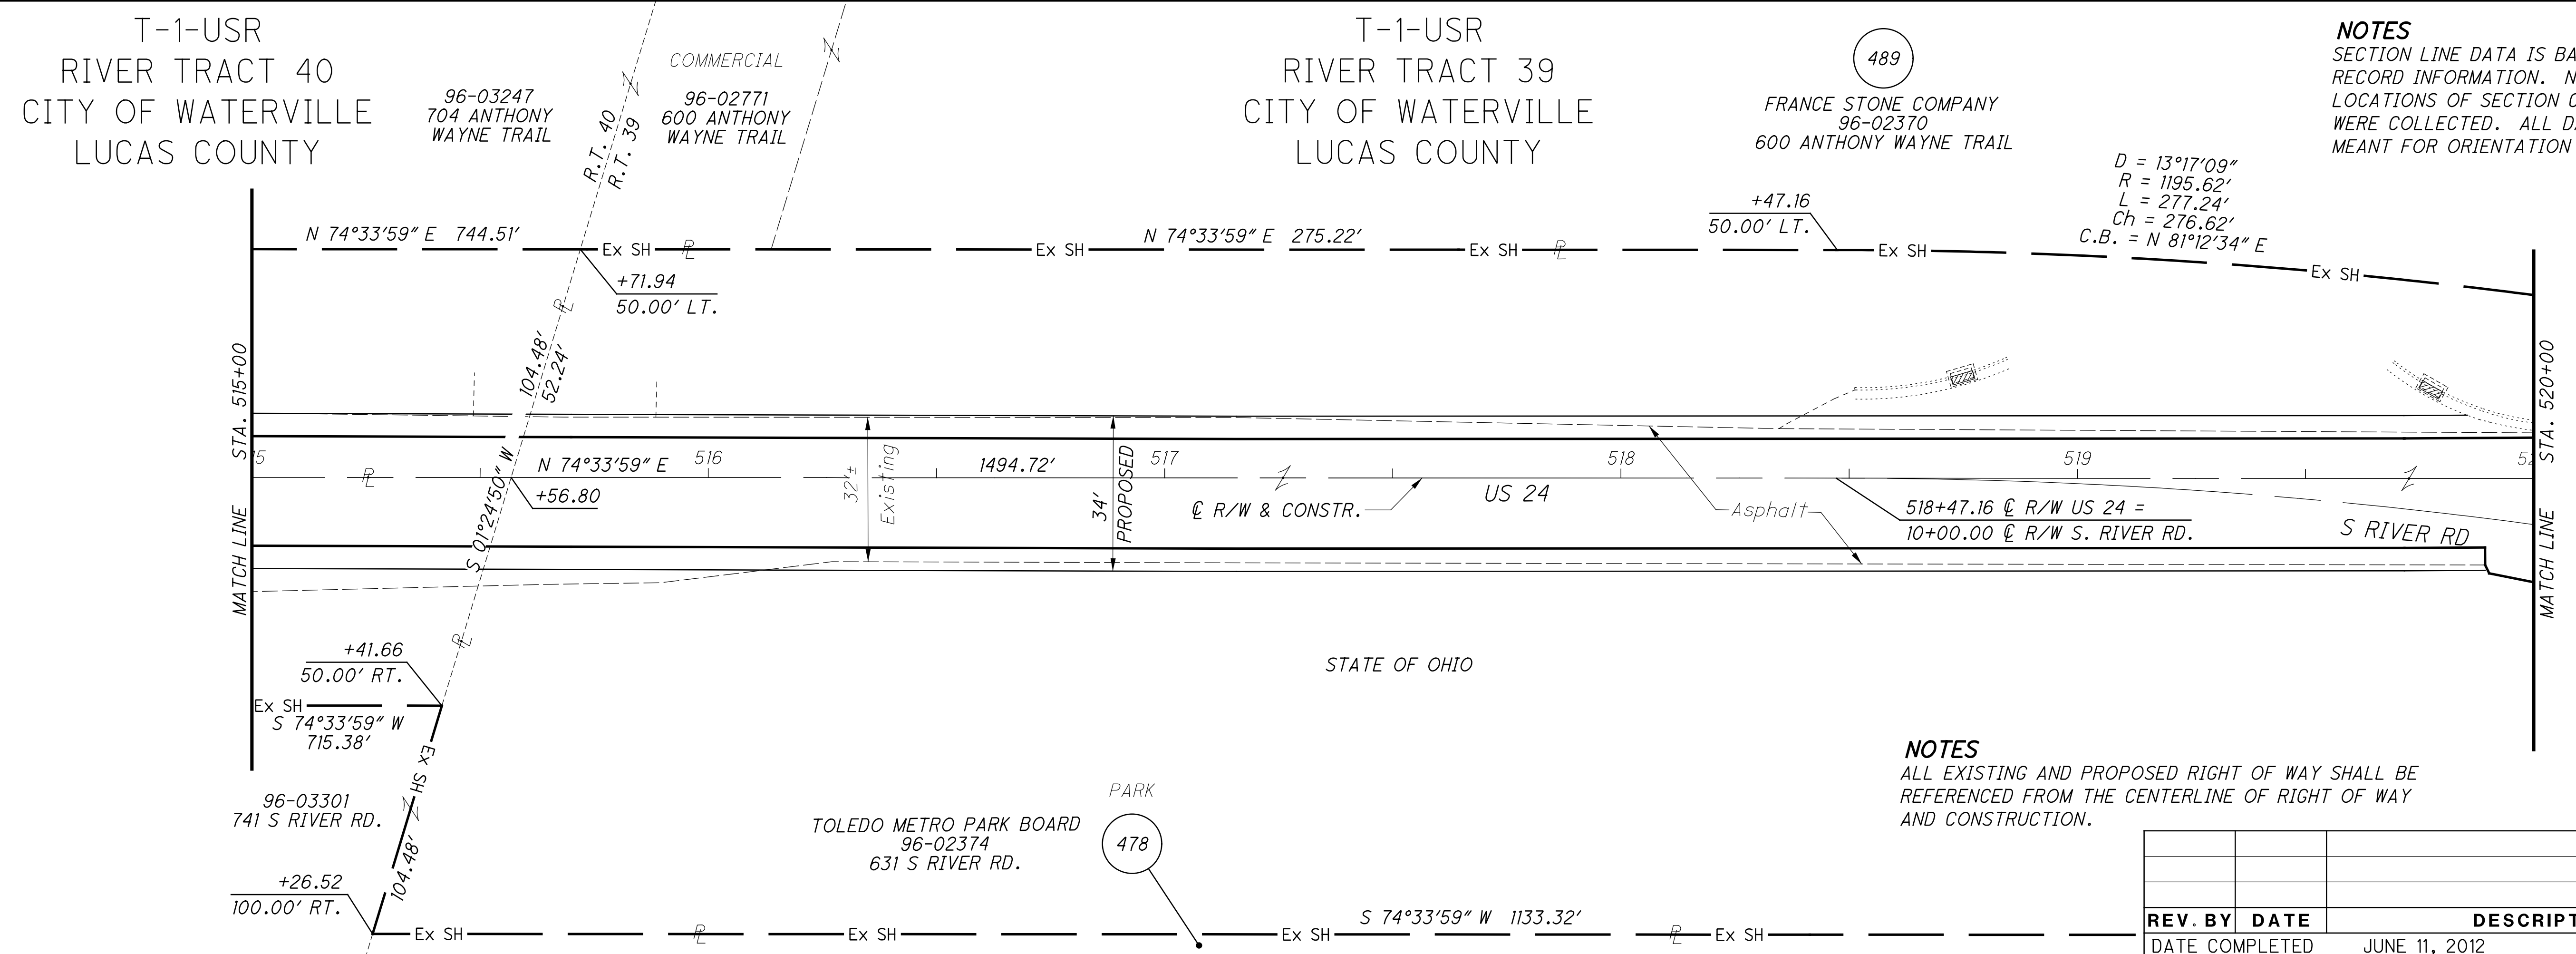 T-1-USR
RIVER TRACT 40
CITY OF WATERVILLE
LUCAS COUNTY
96-03247
704 ANTHONY
WAYNE TRAIL
R.T. 40
R.T. 39
COMMERCIAL
96-02771
600 ANTHONY
WAYNE TRAIL
T-1-USR
RIVER TRACT 39
CITY OF WATERVILLE
LUCAS COUNTY
489
FRANCE STONE COMPANY
96-02370
600 ANTHONY WAYNE TRAIL
NOTES
SECTION LINE DATA IS
RECORD INFORMATION.
LOCATIONS OF SECTION
WERE COLLECTED. ALL
MEANT FOR ORIENTATION
D = 13°17'09"
R = 1195.62'
L = 277.24'
Ch = 276.62'
C.B. = N 81°12'34" E
N 74°33'59" E 744.51'
Ex SH
PL
Ex SH
N 74°33'59" E 275.22'
Ex SH
PL
+47.16
50.00' LT.
Ex SH
Ex SH
+71.94
50.00' LT.
PL
104.48'
52.24'
MATCH LINE STA. 515+00
MATCH LINE STA. 520+00
PL
S 01°24'50" W
N 74°33'59" E
516
1494.72'
517
518
519
+56.80
32'±
Existing
34'
PROPOSED
CL R/W & CONSTR.
US 24
Asphalt
518+47.16 CL R/W US 24 =
10+00.00 CL R/W S. RIVER RD.
S RIVER RD
PL
+41.66
50.00' RT.
Ex SH
S 74°33'59" W
715.38'
Ex SH
STATE OF OHIO
96-03301
741 S RIVER RD.
104.48'
+26.52
100.00' RT.
PARK
TOLEDO METRO PARK BOARD
96-02374
631 S RIVER RD.
478
NOTES
ALL EXISTING AND PROPOSED RIGHT OF WAY SHALL BE
REFERENCED FROM THE CENTERLINE OF RIGHT OF WAY
AND CONSTRUCTION.
Ex SH
PL
Ex SH
Ex SH
S 74°33'59" W 1133.32'
PL
Ex SH
REV. BY DATE
DATE COMPLETED JUNE 11, 2012